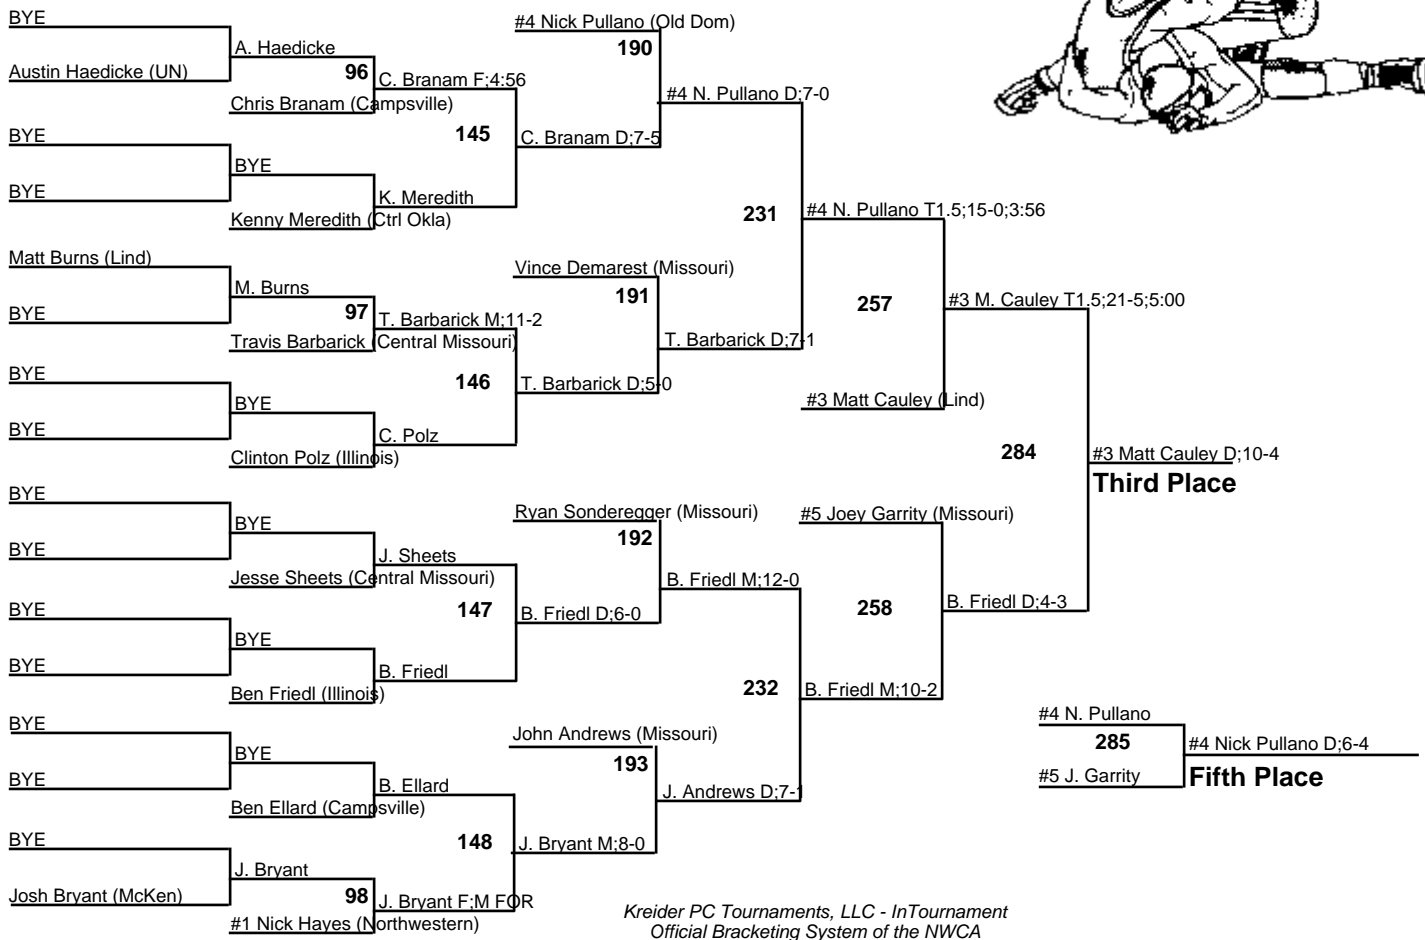 BYE
#4 Nick Pullano (Old Dom)
A. Haedicke
190
Austin Haedicke (UN)
96
C. Branam F;4:56
#4 N. Pullano D;7-0
Chris Branam (Campsville)
BYE
145
C. Branam D;7-5
BYE
BYE
K. Meredith
Kenny Meredith (Ctrl Okla)
231
#4 N. Pullano T1.5;15-0;3:56
Matt Burns (Lind)
Vince Demarest (Missouri)
M. Burns
191
257
#3 M. Cauley T1.5;21-5;5:00
BYE
97
T. Barbarick M;11-2
Travis Barbarick (Central Missouri)
T. Barbarick D;7-1
BYE
146
T. Barbarick D;5-0
BYE
#3 Matt Cauley (Lind)
BYE
C. Polz
Clinton Polz (Illinois)
284
#3 Matt Cauley D;10-4
Third Place
BYE
Ryan Sonderegger (Missouri)
#5 Joey Garrity (Missouri)
BYE
192
BYE
J. Sheets
Jesse Sheets (Central Missouri)
B. Friedl M;12-0
BYE
147
B. Friedl D;6-0
258
B. Friedl D;4-3
BYE
BYE
B. Friedl
Ben Friedl (Illinois)
232
B. Friedl M;10-2
BYE
John Andrews (Missouri)
#4 N. Pullano
BYE
193
285
#4 Nick Pullano D;6-4
BYE
B. Ellard
J. Andrews D;7-1
#5 J. Garrity
Fifth Place
Ben Ellard (Campsville)
BYE
148
J. Bryant M;8-0
J. Bryant
Josh Bryant (McKen)
98
J. Bryant F;M FOR
#1 Nick Hayes (Northwestern)
Kreider PC Tournaments, LLC - InTournament
Official Bracketing System of the NWCA